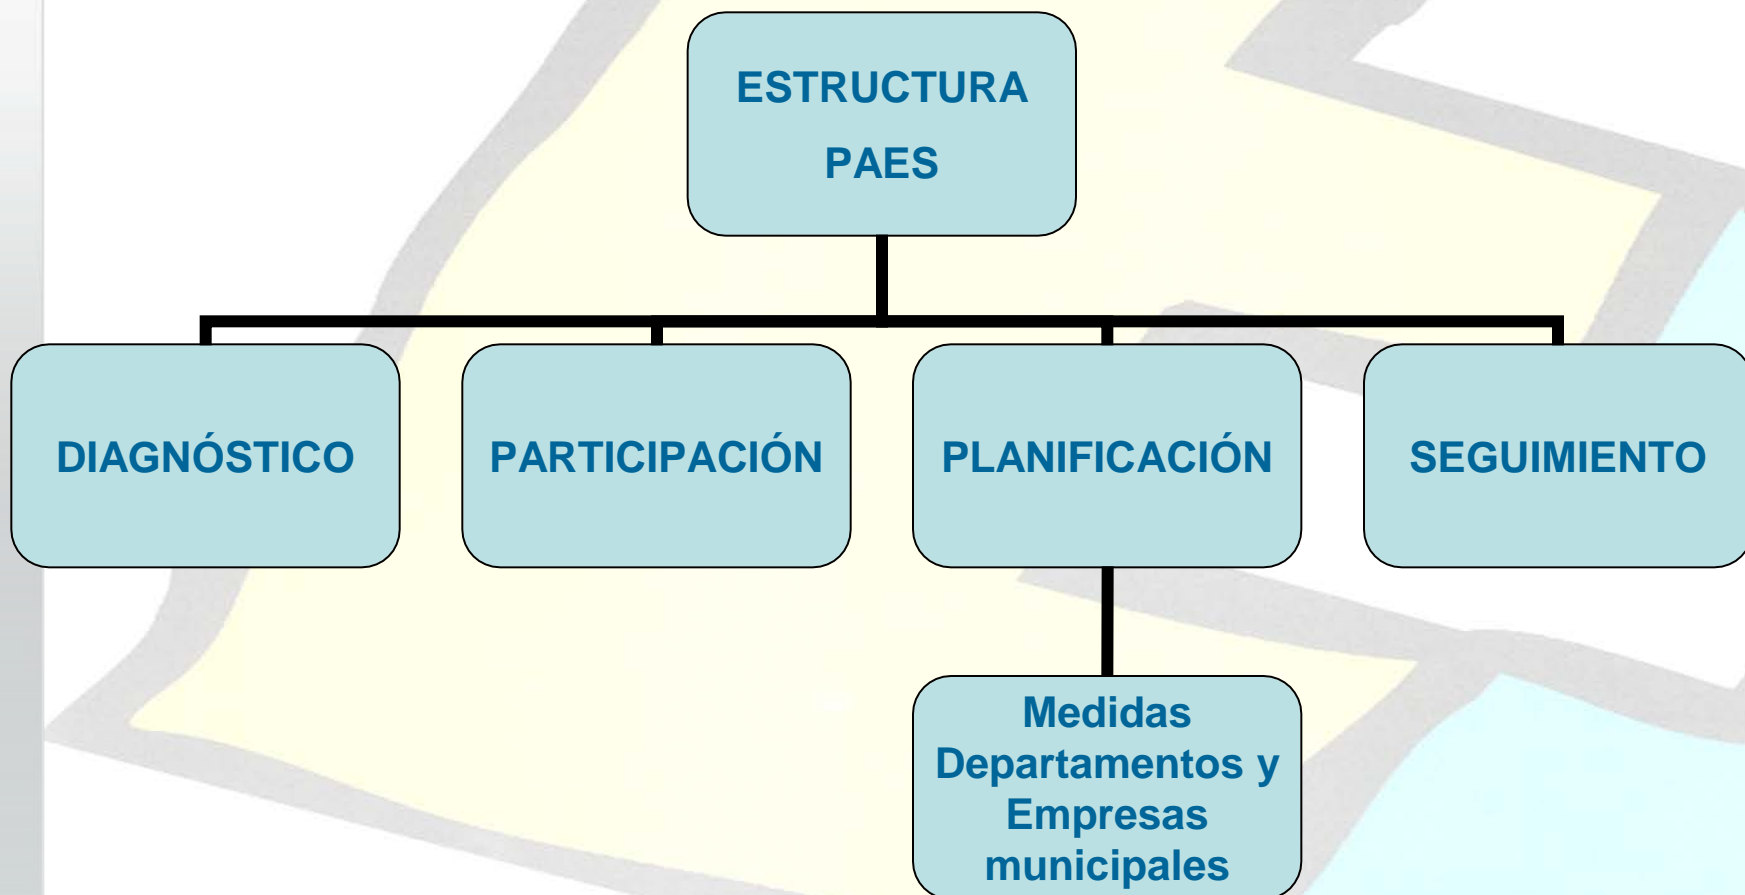 ESTRUCTURA
PAES
DIAGNÓSTICO
PARTICIPACIÓN
PLANIFICACIÓN
SEGUIMIENTO
Medidas
Departamentos y
Empresas
municipales